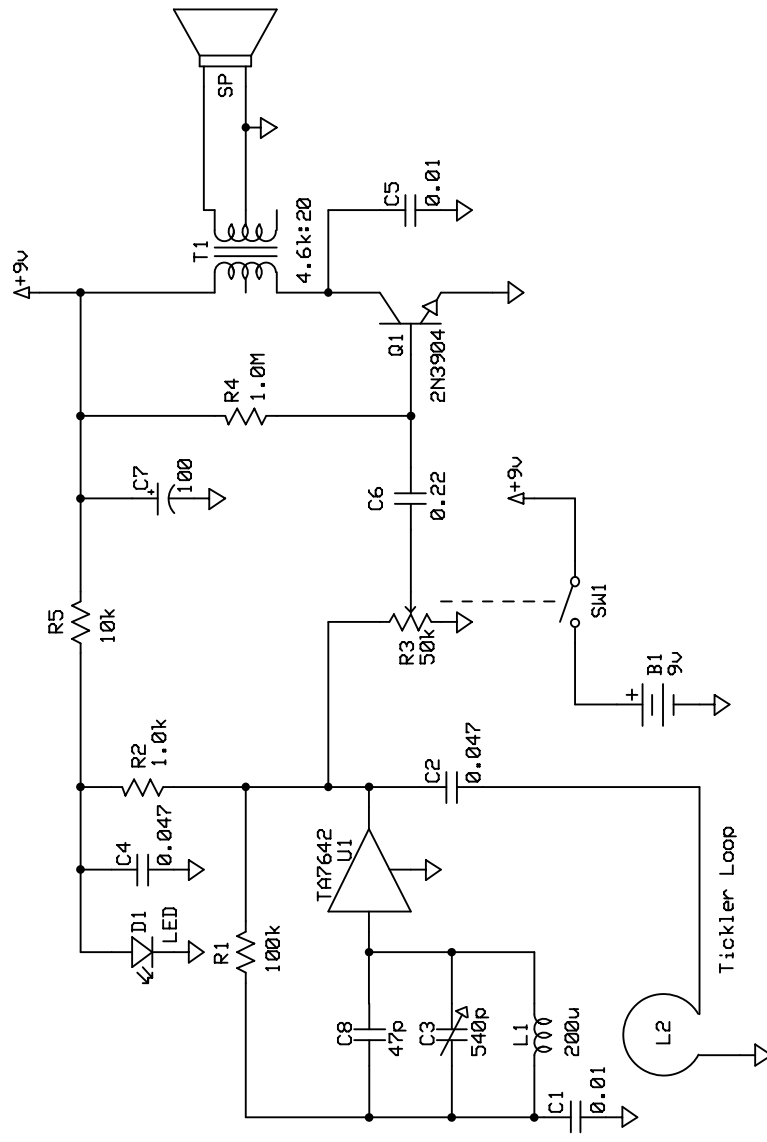 SP
T1
4.6k:20
C5
0.01
+9v
Q1
2N3904
R4
1.0M
C7
+
100
C6
0.22
+9v
R5
10k
R3
50k
SW1
+
B1
9v
R2
1.0k
C4
0.047
C2
0.047
D1
LED
TA7642
U1
R1
100k
C8
47p
C3
540p
L1
200u
C1
0.01
L2
Tickler Loop